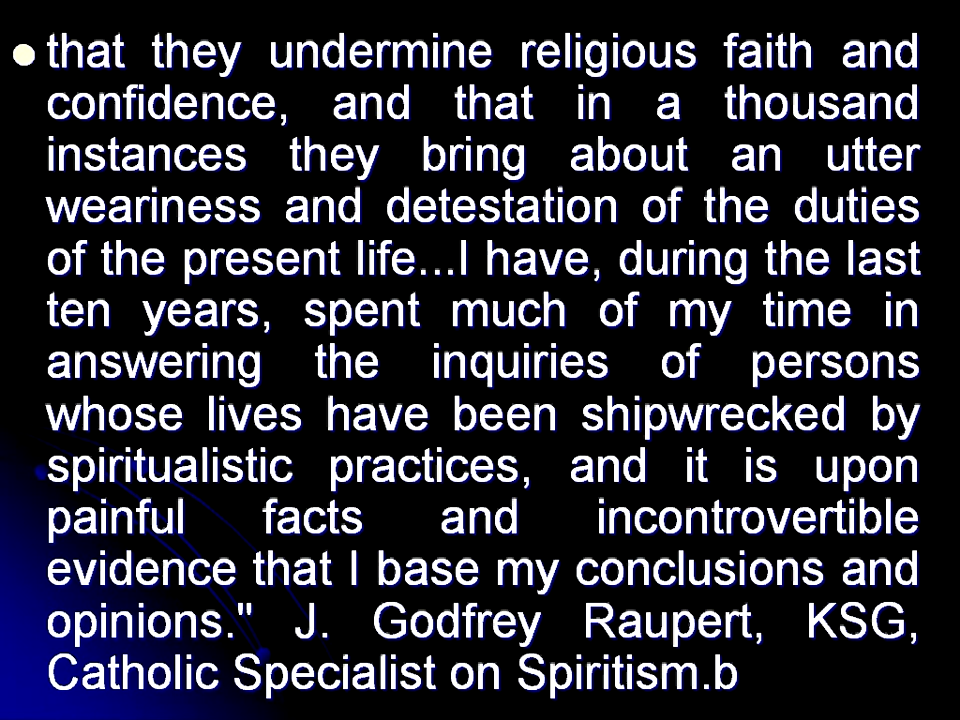 that they undermine religious faith and
confidence, and that in a thousand
instances they bring about an utter
weariness and detestation of the duties
of the present life...I have, during the last
ten years, spent much of my time in
answering the inquiries of persons
whose lives have been shipwrecked by
spiritualistic practices, and it is upon
painful facts and incontrovertible
evidence that I base my conclusions and
opinions." J. Godfrey Raupert, KSG,
Catholic Specialist on Spiritism.b